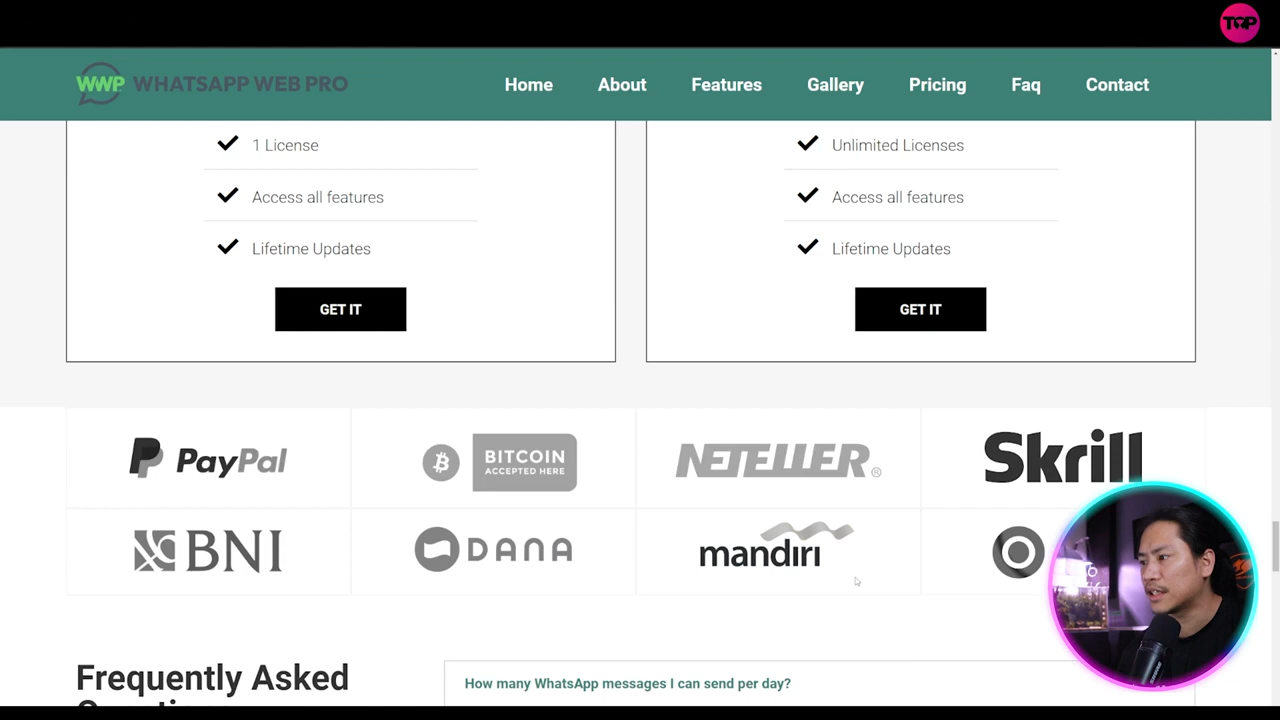 TOP
WWP WHATSAPP WEB PRO
Home About Features Gallery Pricing Faq Contact
1 License
Unlimited Licenses
Access all features
Access all features
Lifetime Updates
Lifetime Updates
GET IT
GET IT
PayPal
BITCOIN
ACCEPTED HERE
NETELLER®
Skrill
BNI
DANA
mandırı
Frequently Asked
How many WhatsApp messages I can send per day?